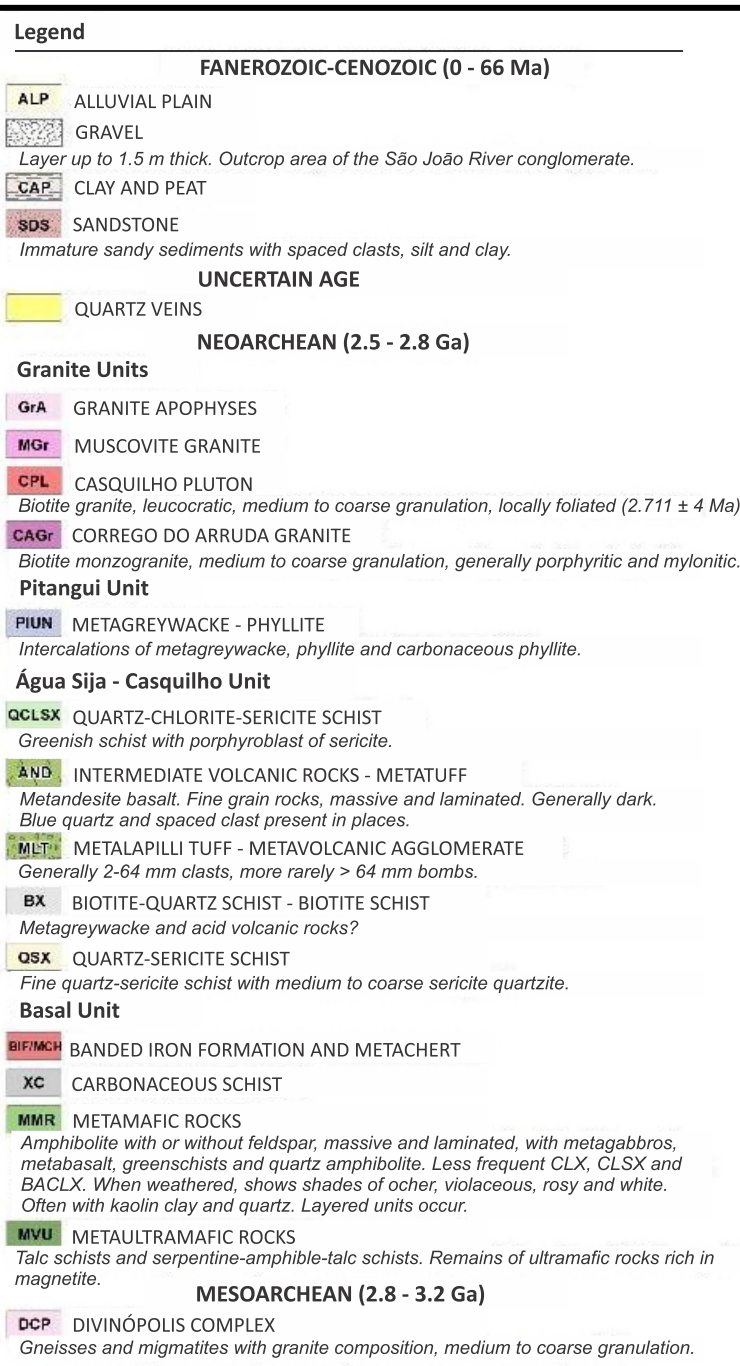 Legend
FANEROZOIC-CENOZOIC (0 - 66 Ma)
ALP ALLUVIAL PLAIN
GRAVEL
Layer up to 1.5 m thick. Outcrop area of the São João River conglomerate.
CAP CLAY AND PEAT
SDS SANDSTONE
Immature sandy sediments with spaced clasts, silt and clay.
UNCERTAIN AGE
QUARTZ VEINS
NEOARCHEAN (2.5 - 2.8 Ga)
Granite Units
GrA GRANITE APOPHYSES
MGr MUSCOVITE GRANITE
CPL CASQUILHO PLUTON
Biotite granite, leucocratic, medium to coarse granulation, locally foliated (2.711 ± 4 Ma)
CAGr CORREGO DO ARRUDA GRANITE
Biotite monzogranite, medium to coarse granulation, generally porphyritic and mylonitic.
Pitangui Unit
PIUN METAGREYWACKE - PHYLLITE
Intercalations of metagreywacke, phyllite and carbonaceous phyllite.
Água Sija - Casquilho Unit
QCLSX QUARTZ-CHLORITE-SERICITE SCHIST
Greenish schist with porphyroblast of sericite.
AND INTERMEDIATE VOLCANIC ROCKS - METATUFF
Metandesite basalt. Fine grain rocks, massive and laminated. Generally dark.
Blue quartz and spaced clast present in places.
MLT METALAPILLI TUFF - METAVOLCANIC AGGLOMERATE
Generally 2-64 mm clasts, more rarely > 64 mm bombs.
BX BIOTITE-QUARTZ SCHIST - BIOTITE SCHIST
Metagreywacke and acid volcanic rocks?
QSX QUARTZ-SERICITE SCHIST
Fine quartz-sericite schist with medium to coarse sericite quartzite.
Basal Unit
BIF/MCH BANDED IRON FORMATION AND METACHERT
XC CARBONACEOUS SCHIST
MMR METAMAFIC ROCKS
Amphibolite with or without feldspar, massive and laminated, with metagabbros,
metabasalt, greenschists and quartz amphibolite. Less frequent CLX, CLSX and
BACLX. When weathered, shows shades of ocher, violaceous, rosy and white.
Often with kaolin clay and quartz. Layered units occur.
MVU METAULTRAMAFIC ROCKS
Talc schists and serpentine-amphible-talc schists. Remains of ultramafic rocks rich in
magnetite.
MESOARCHEAN (2.8 - 3.2 Ga)
DCP DIVINÓPOLIS COMPLEX
Gneisses and migmatites with granite composition, medium to coarse granulation.